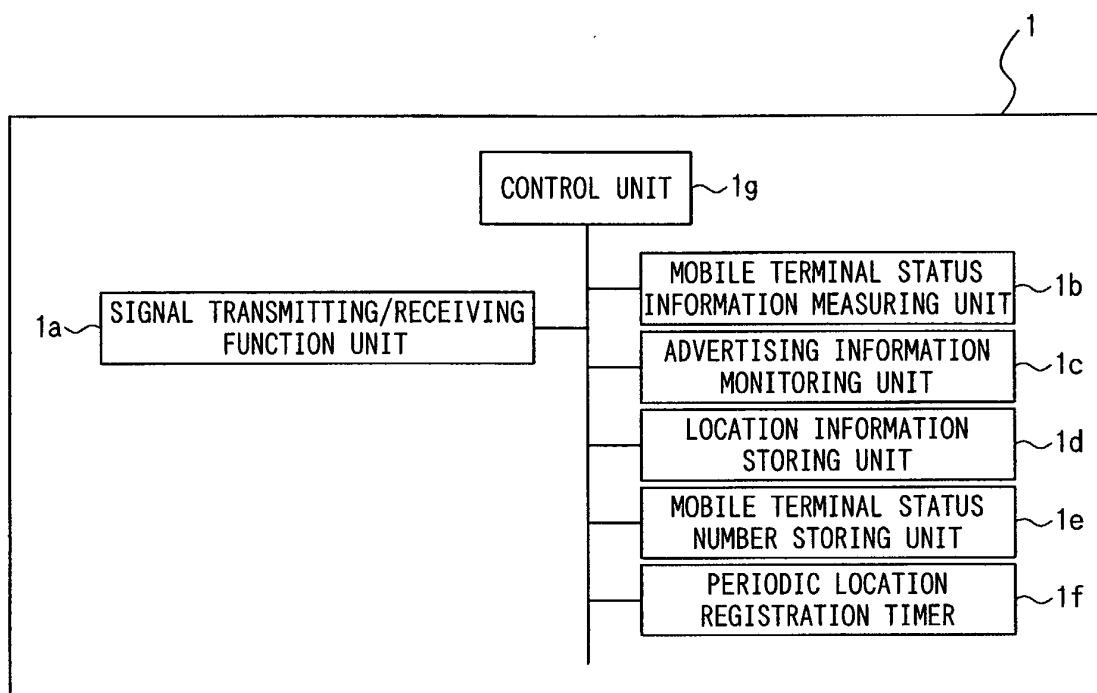 1
CONTROL UNIT
1g
MOBILE TERMINAL STATUS
INFORMATION MEASURING UNIT
1b
1a
SIGNAL TRANSMITTING/RECEIVING
FUNCTION UNIT
ADVERTISING INFORMATION
MONITORING UNIT
1c
LOCATION INFORMATION
STORING UNIT
1d
MOBILE TERMINAL STATUS
NUMBER STORING UNIT
1e
PERIODIC LOCATION
REGISTRATION TIMER
1f